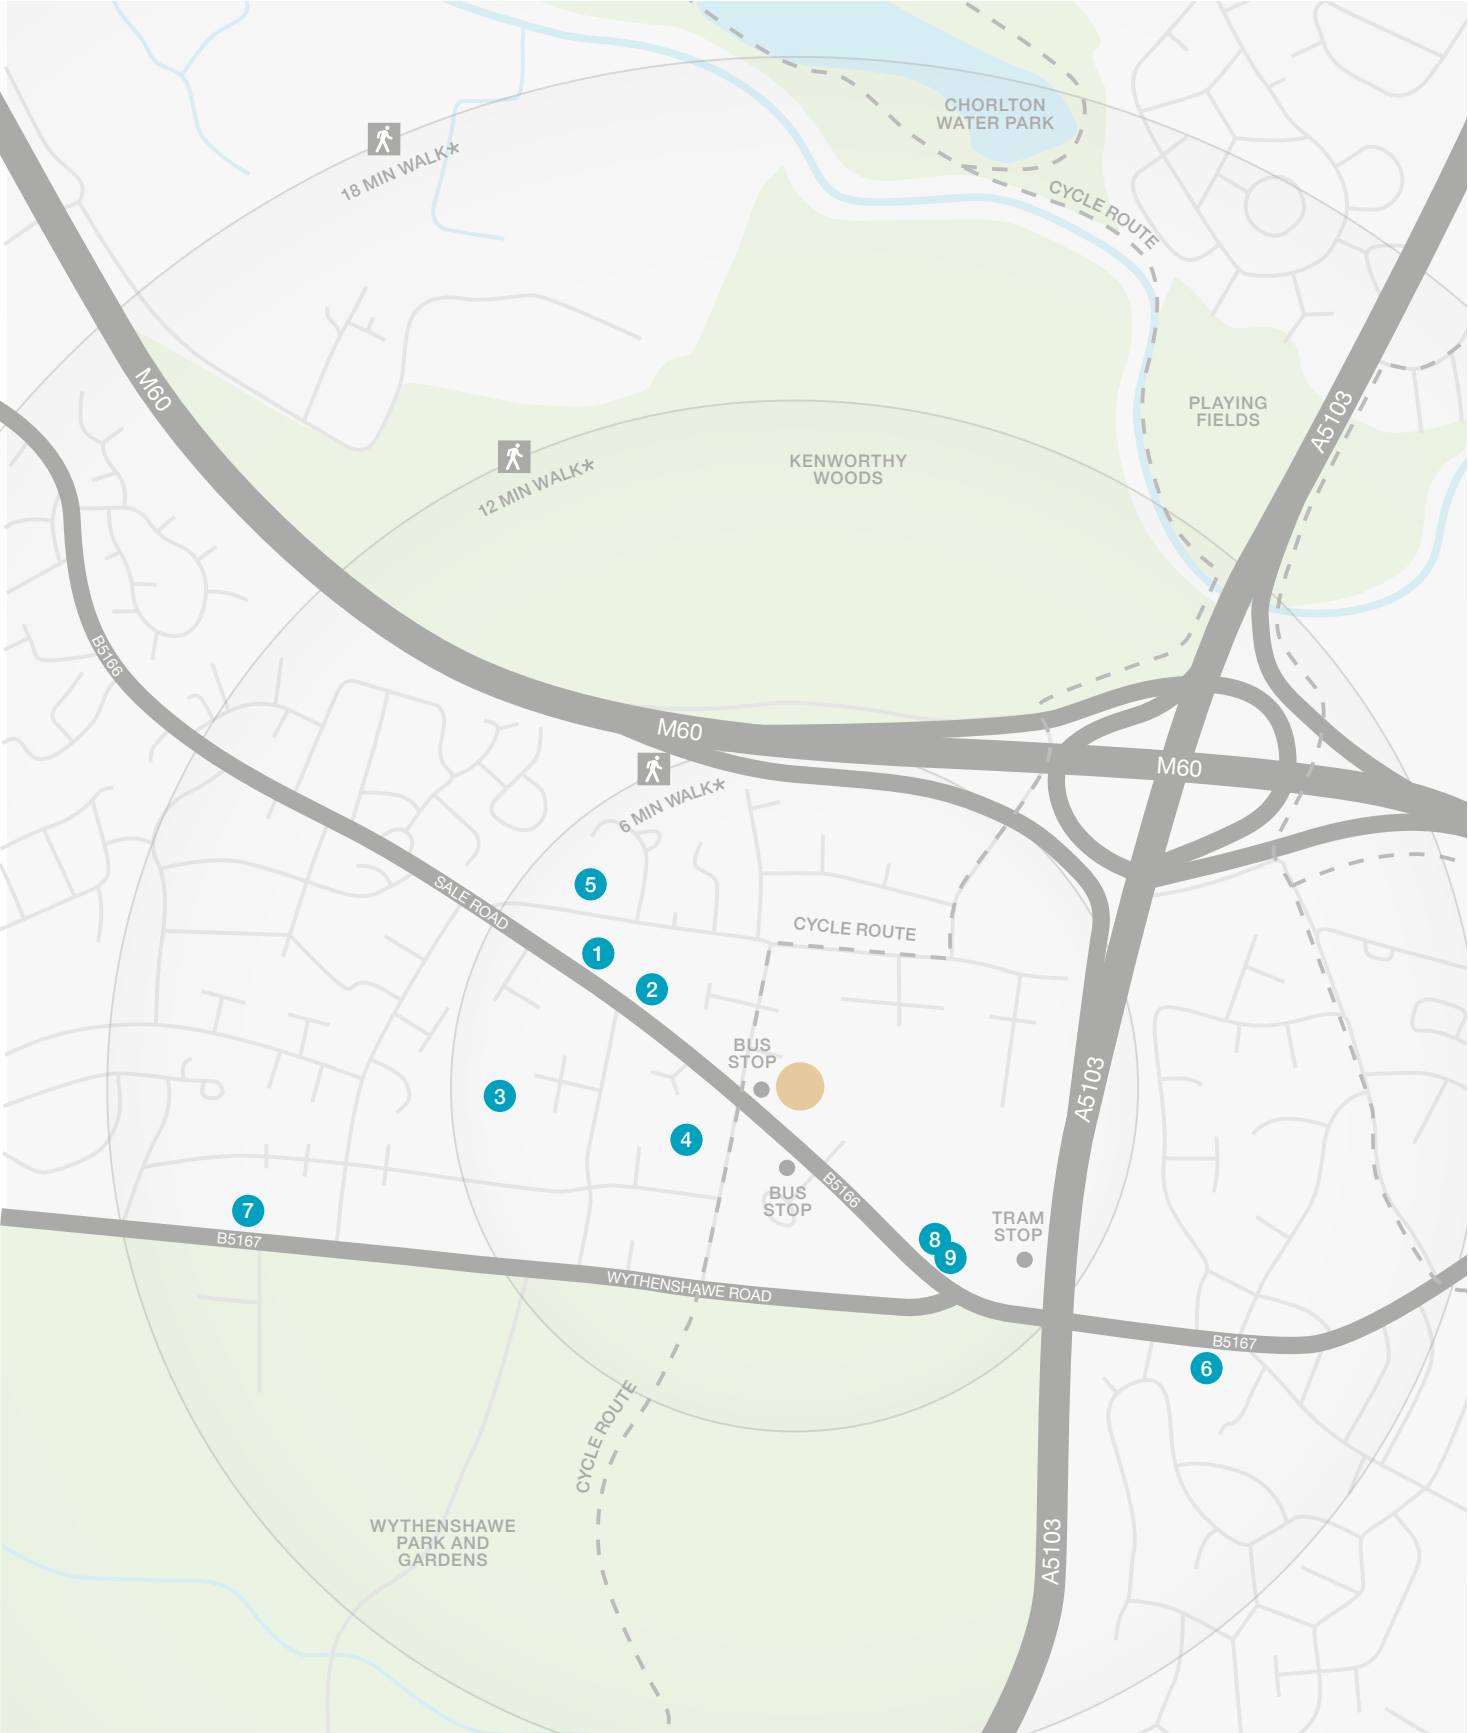 CHORLTON
WATER PARK
18 MIN WALK*
CYCLE ROUTE
M60
PLAYING
FIELDS
A5103
KENWORTHY
WOODS
12 MIN WALK*
B5166
M60
M60
6 MIN WALK*
5
SALE ROAD
CYCLE ROUTE
1
2
BUS
STOP
3
A5103
4
B5166
BUS
STOP
7
TRAM
STOP
B5167
8
9
WYTHENSHAWE ROAD
B5167
6
CYCLE ROUTE
WYTHENSHAWE
PARK AND
GARDENS
A5103